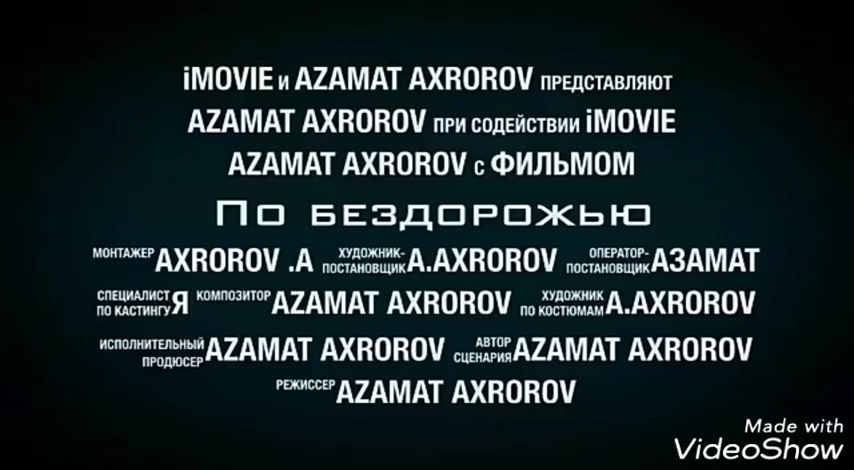 iMOVIE и AZAMAT AXROROV ПРЕДСТАВЛЯЮТ
AZAMAT AXROROV ПРИ СОДЕЙСТВИИ iMOVIE
AZAMAT AXROROV с ФИЛЬМОМ
По бездорожью
МОНТАЖЕР AXROROV .A ХУДОЖНИК-ПОСТАНОВЩИК A.AXROROV ОПЕРАТОР-ПОСТАНОВЩИК АЗАМАТ
СПЕЦИАЛИСТ ПО КАСТИНГУ Я КОМПОЗИТОР AZAMAT AXROROV ХУДОЖНИК ПО КОСТЮМАМ A.AXROROV
ИСПОЛНИТЕЛЬНЫЙ ПРОДЮСЕР AZAMAT AXROROV АВТОР СЦЕНАРИЯ AZAMAT AXROROV
РЕЖИССЕР AZAMAT AXROROV
Made with
VideoShow